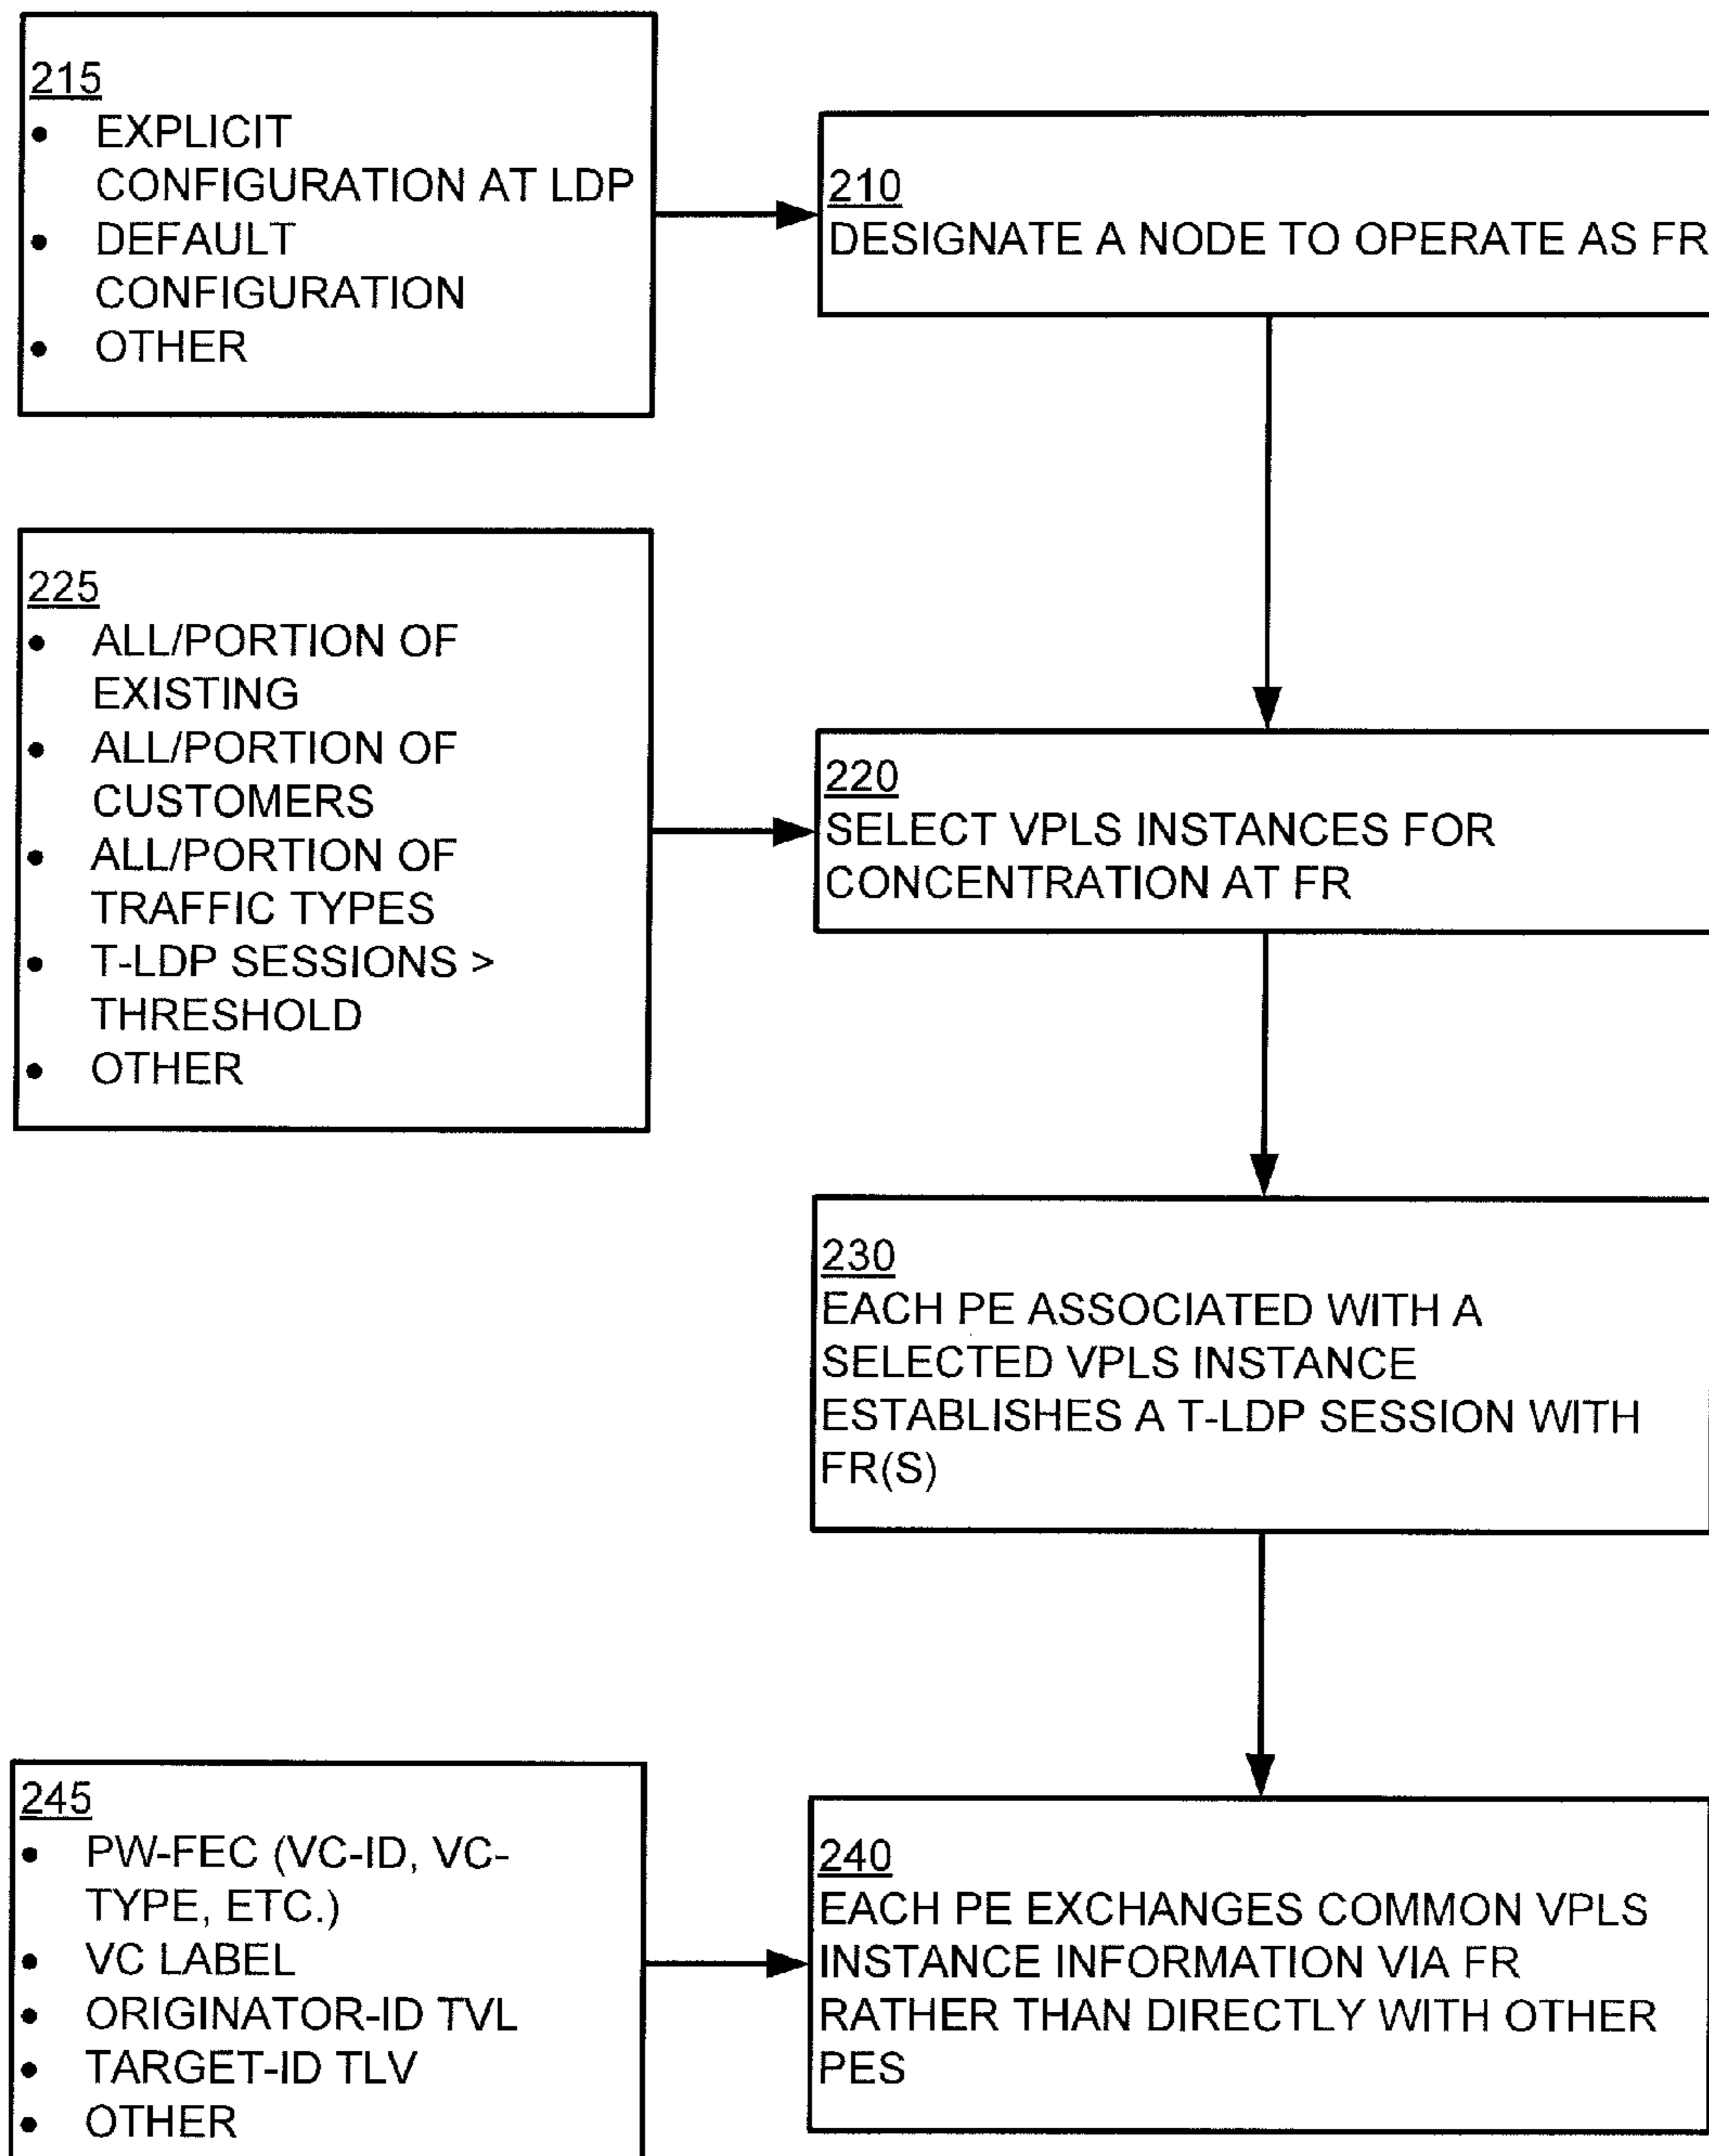 215
• EXPLICIT
CONFIGURATION AT LDP
• DEFAULT
CONFIGURATION
• OTHER
210
DESIGNATE A NODE TO OPERATE AS FR
225
• ALL/PORTION OF
EXISTING
• ALL/PORTION OF
CUSTOMERS
• ALL/PORTION OF
TRAFFIC TYPES
• T-LDP SESSIONS >
THRESHOLD
• OTHER
220
SELECT VPLS INSTANCES FOR
CONCENTRATION AT FR
230
EACH PE ASSOCIATED WITH A
SELECTED VPLS INSTANCE
ESTABLISHES A T-LDP SESSION WITH
FR(S)
245
• PW-FEC (VC-ID, VC-
TYPE, ETC.)
• VC LABEL
• ORIGINATOR-ID TVL
• TARGET-ID TLV
• OTHER
240
EACH PE EXCHANGES COMMON VPLS
INSTANCE INFORMATION VIA FR
RATHER THAN DIRECTLY WITH OTHER
PES